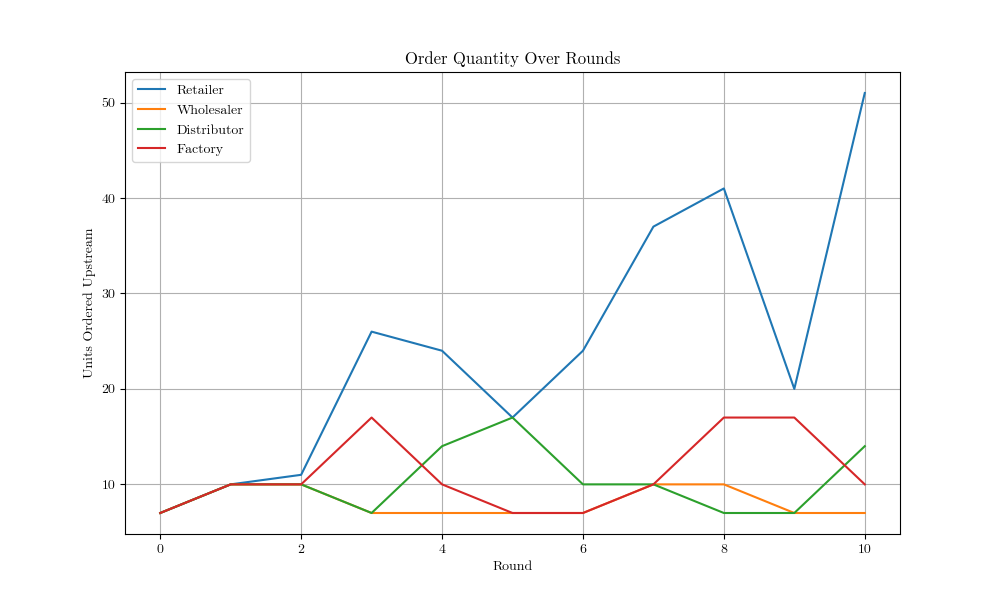 Order Quantity Over Rounds
Retailer
Wholesaler
Distributor
Factory
Units Ordered Upstream
50
40
30
20
10
0
2
4
6
8
10
Round